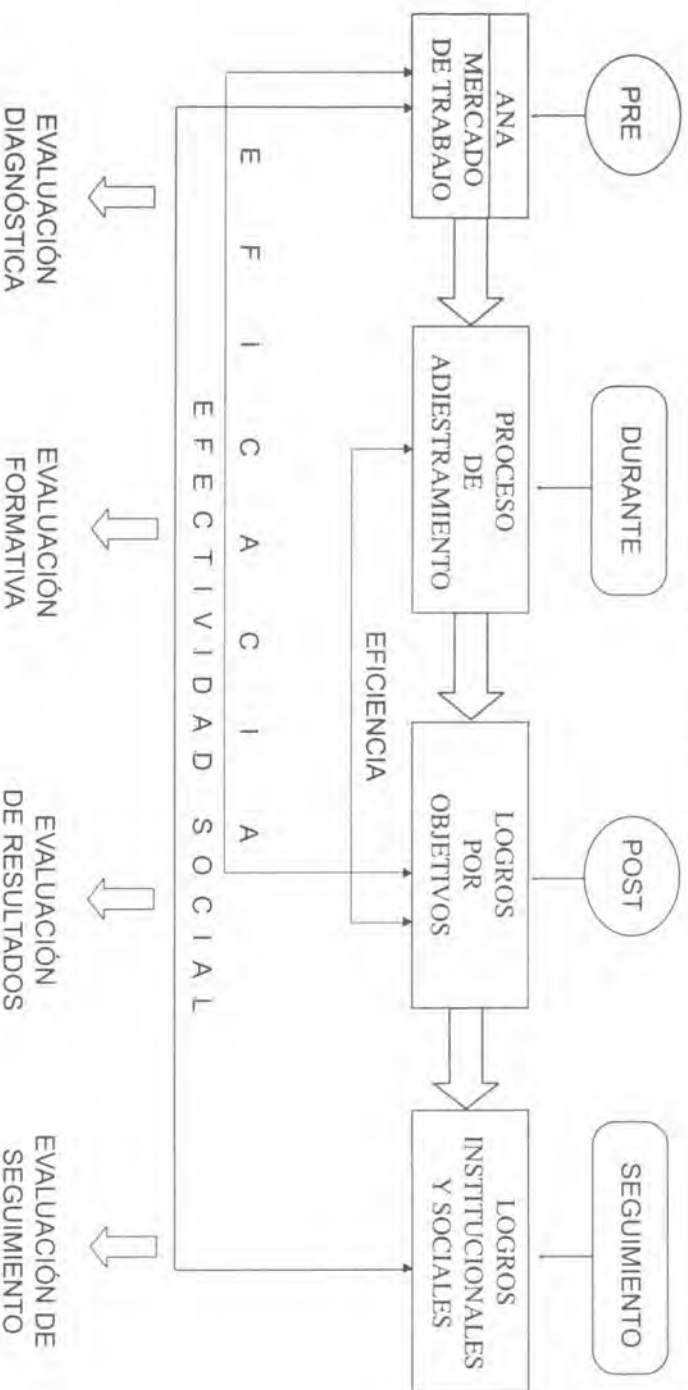 PRE
DURANTE
POST
SEGUIMIENTO
ANA
MERCADO
DE TRABAJO
PROCESO
DE
ADIESTRAMIENTO
LOGROS
POR
OBJETIVOS
LOGROS
INSTITUCIONALES
Y SOCIALES
EFICIENCIA
E F I C A C I A
E F E C T I V I D A D S O C I A L
EVALUACIÓN
DIAGNÓSTICA
EVALUACIÓN
FORMATIVA
EVALUACIÓN
DE RESULTADOS
EVALUACIÓN DE
SEGUIMIENTO